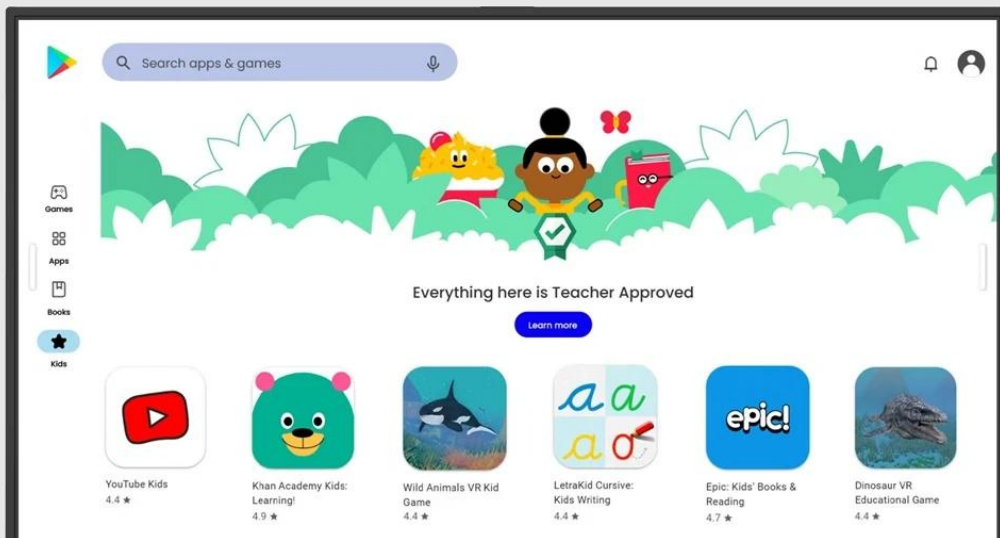 Search apps & games
Games
Apps
Books
Kids
Everything here is Teacher Approved
Learn more
a a
a a
epic!
YouTube Kids
4.4 ★
Khan Academy Kids:
Learning!
4.9 ★
Wild Animals VR Kid
Game
4.4 ★
LetraKid Cursive:
Kids Writing
4.4 ★
Epic: Kids' Books &
Reading
4.7 ★
Dinosaur VR
Educational Game
4.4 ★